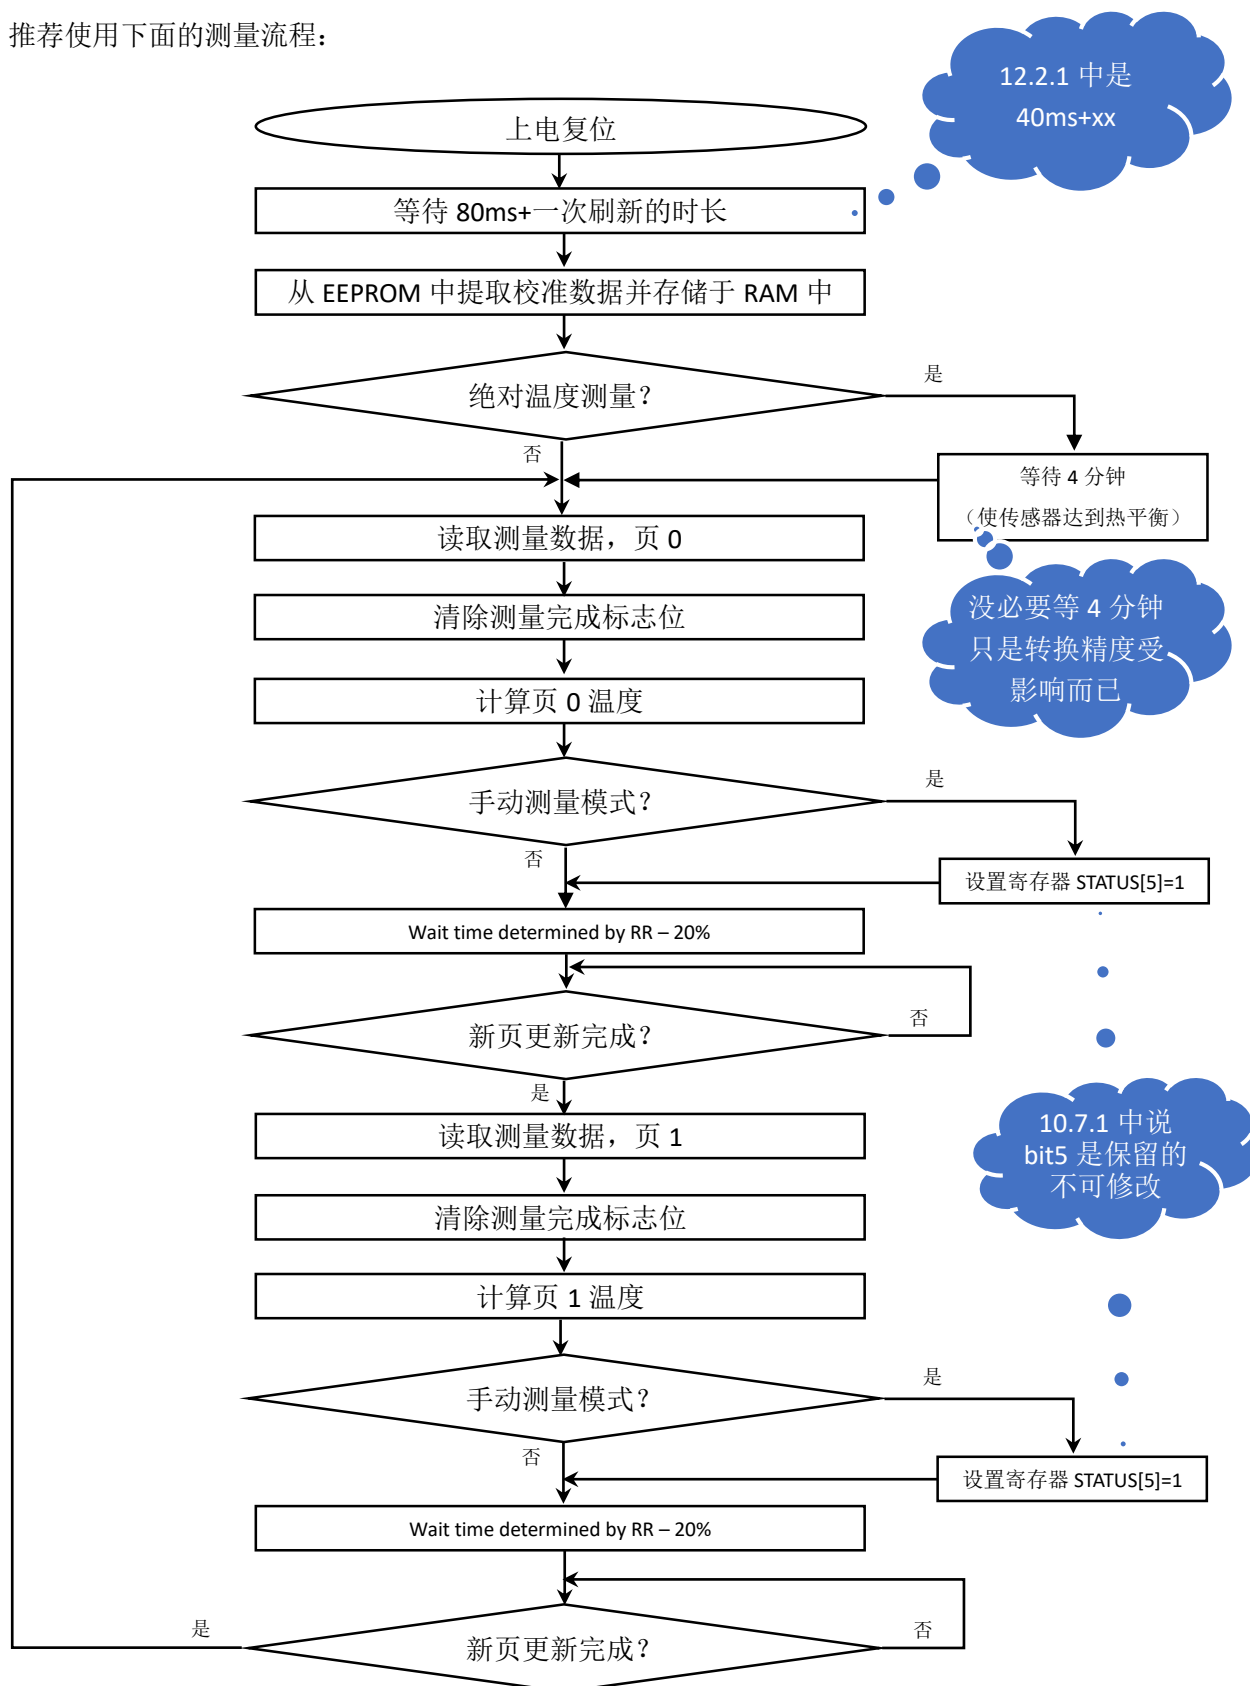 推荐使用下面的测量流程：
12.2.1 中是
40ms+xx
上电复位
等待 80ms+一次刷新的时长
从 EEPROM 中提取校准数据并存储于 RAM 中
绝对温度测量？
是
否
等待 4 分钟
（使传感器达到热平衡）
读取测量数据，页 0
没必要等 4 分钟
只是转换精度受
影响而已
清除测量完成标志位
计算页 0 温度
手动测量模式？
是
否
设置寄存器 STATUS[5]=1
Wait time determined by RR – 20%
新页更新完成？
否
是
10.7.1 中说
bit5 是保留的
不可修改
读取测量数据，页 1
清除测量完成标志位
计算页 1 温度
手动测量模式？
是
否
设置寄存器 STATUS[5]=1
Wait time determined by RR – 20%
是
新页更新完成？
否